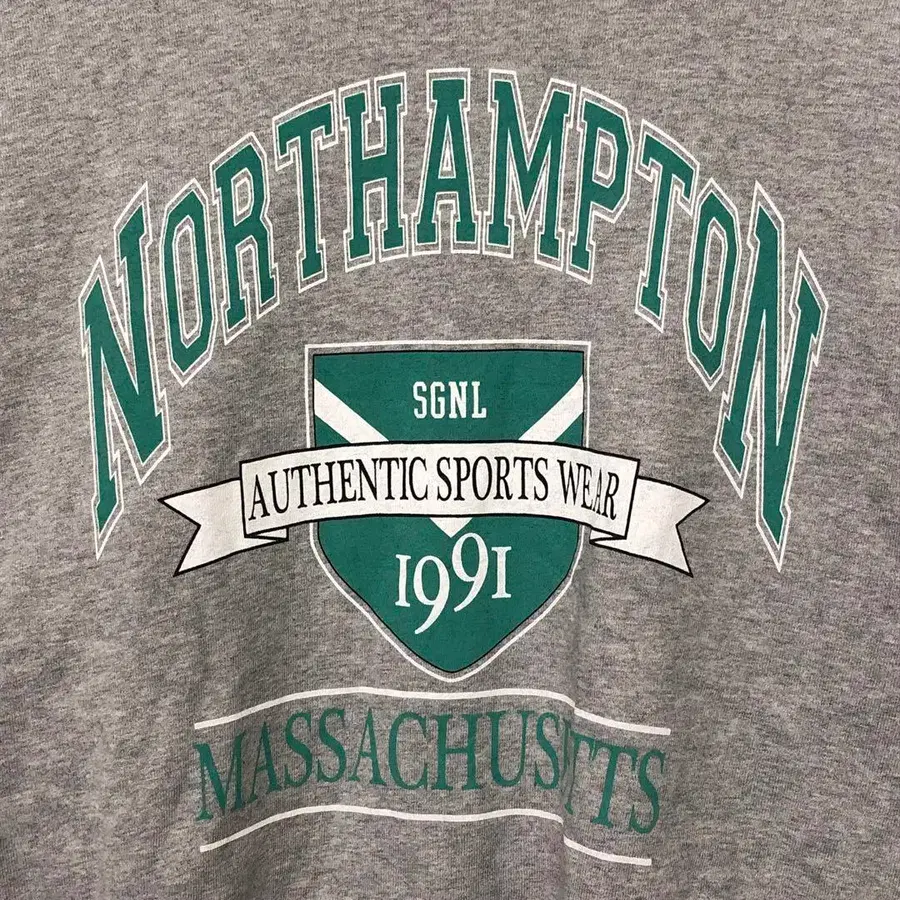 NORTHAMPTON
SGNL
AUTHENTIC SPORTS WEAR
1991
MASSACHUSETTS